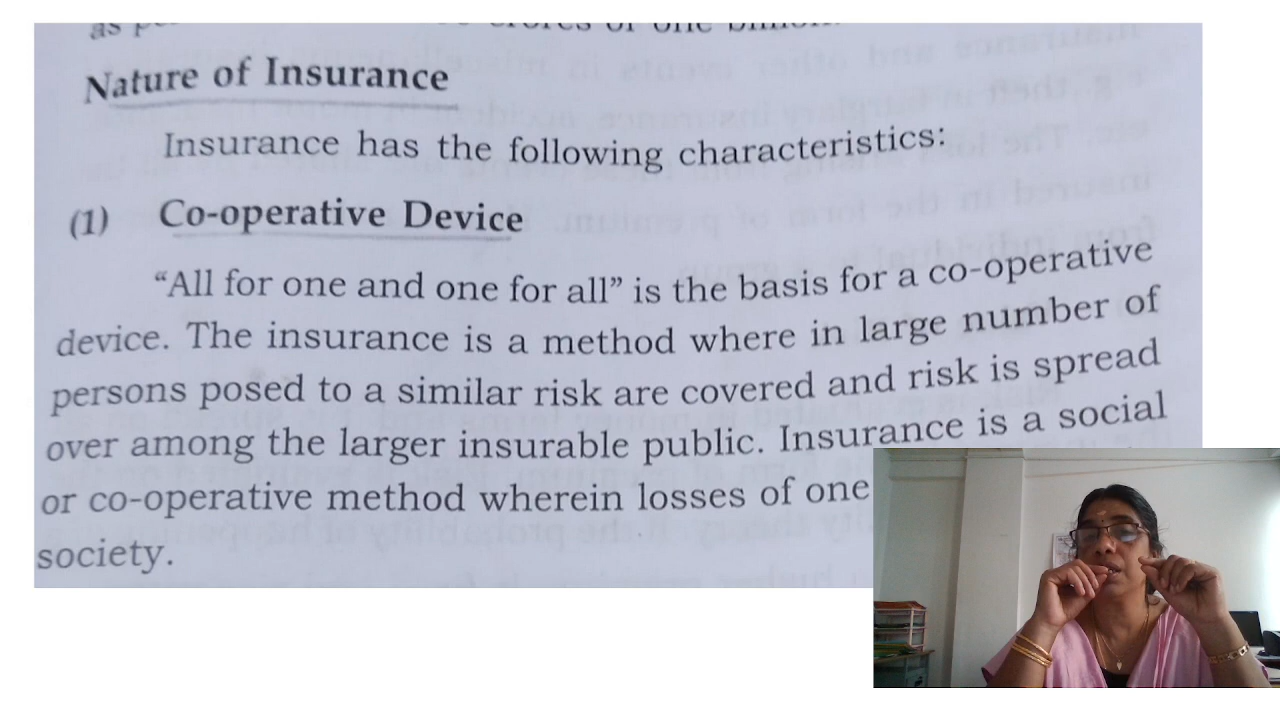 Nature of Insurance
Insurance has the following characteristics:
(1) Co-operative Device
“All for one and one for all” is the basis for a co-operative
device. The insurance is a method where in large number of
persons posed to a similar risk are covered and risk is spread
over among the larger insurable public. Insurance is a social
or co-operative method wherein losses of one
society.